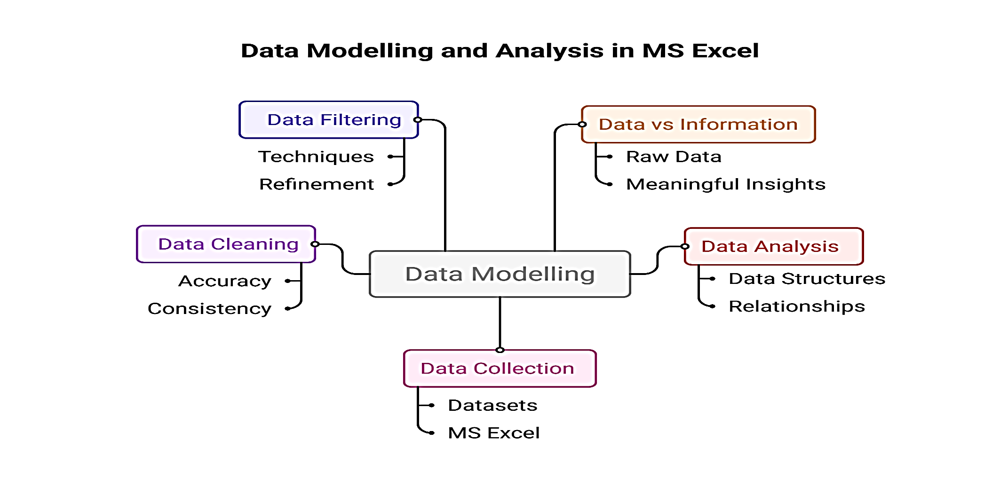 Data Modelling and Analysis in MS Excel
Data Filtering
Techniques
Refinement
Data vs Information
Raw Data
Meaningful Insights
Data Cleaning
Accuracy
Consistency
Data Modelling
Data Analysis
Data Structures
Relationships
Data Collection
Datasets
MS Excel